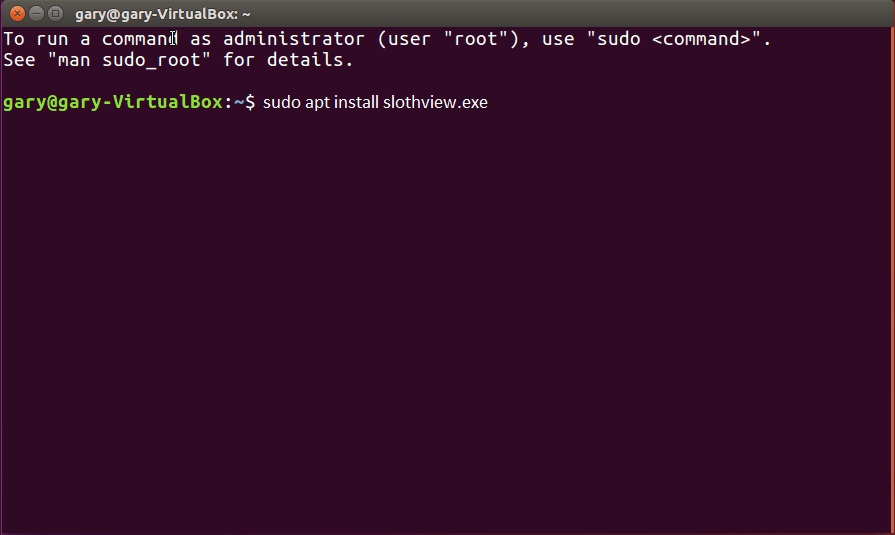 gary@gary-VirtualBox: ~
To run a command as administrator (user "root"), use "sudo <command>".
See "man sudo_root" for details.
gary@gary-VirtualBox:~$ sudo apt install slothview.exe